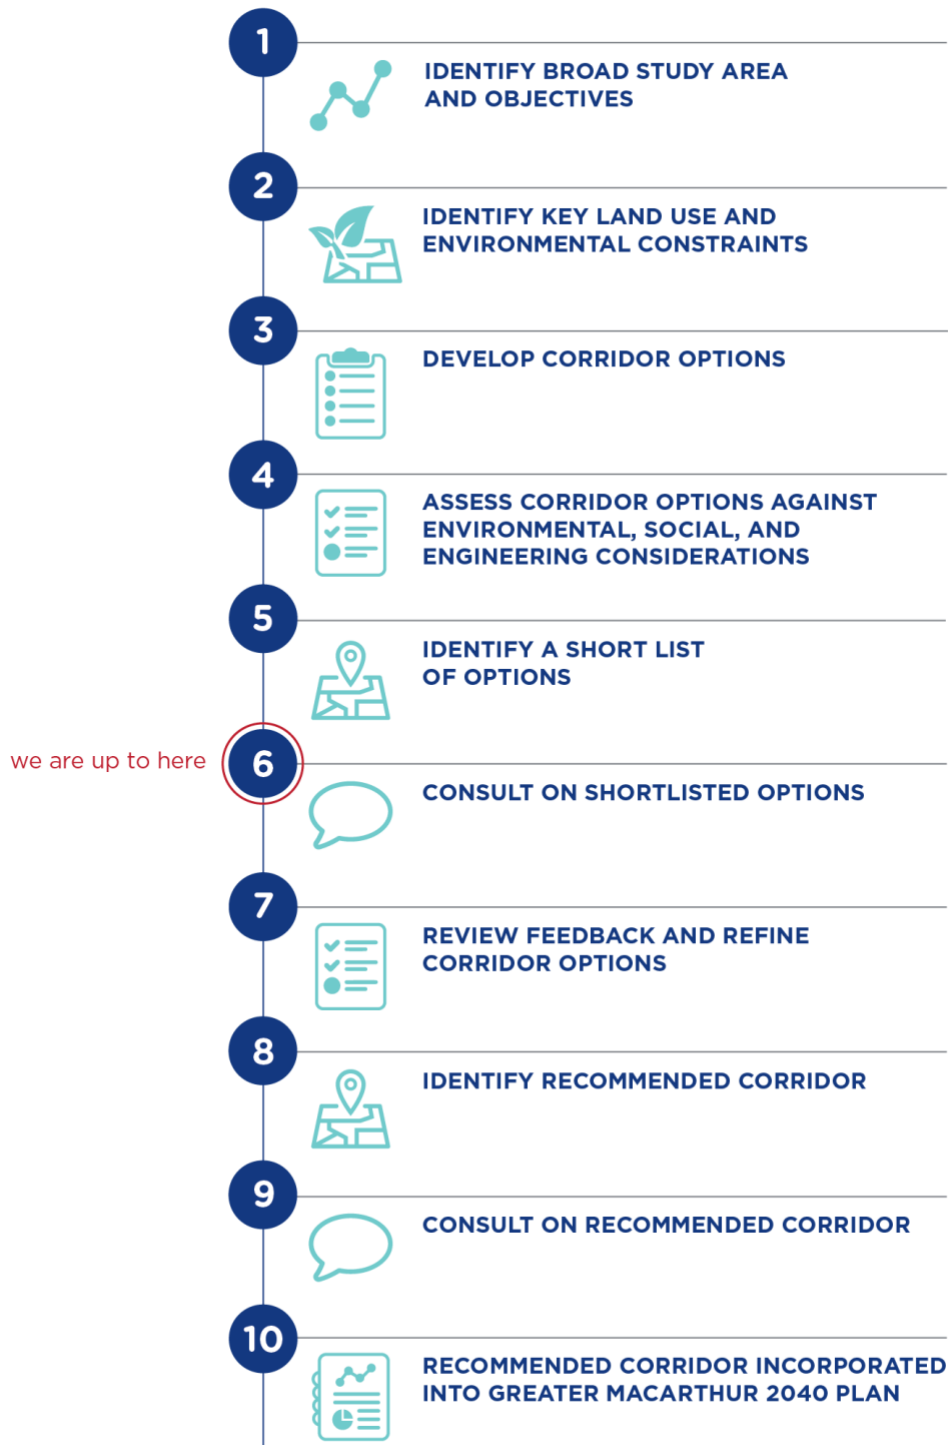 1
IDENTIFY BROAD STUDY AREA
AND OBJECTIVES
2
IDENTIFY KEY LAND USE AND
ENVIRONMENTAL CONSTRAINTS
3
DEVELOP CORRIDOR OPTIONS
4
ASSESS CORRIDOR OPTIONS AGAINST
ENVIRONMENTAL, SOCIAL, AND
ENGINEERING CONSIDERATIONS
5
IDENTIFY A SHORT LIST
OF OPTIONS
we are up to here
6
CONSULT ON SHORTLISTED OPTIONS
7
REVIEW FEEDBACK AND REFINE
CORRIDOR OPTIONS
8
IDENTIFY RECOMMENDED CORRIDOR
9
CONSULT ON RECOMMENDED CORRIDOR
10
RECOMMENDED CORRIDOR INCORPORATED
INTO GREATER MACARTHUR 2040 PLAN